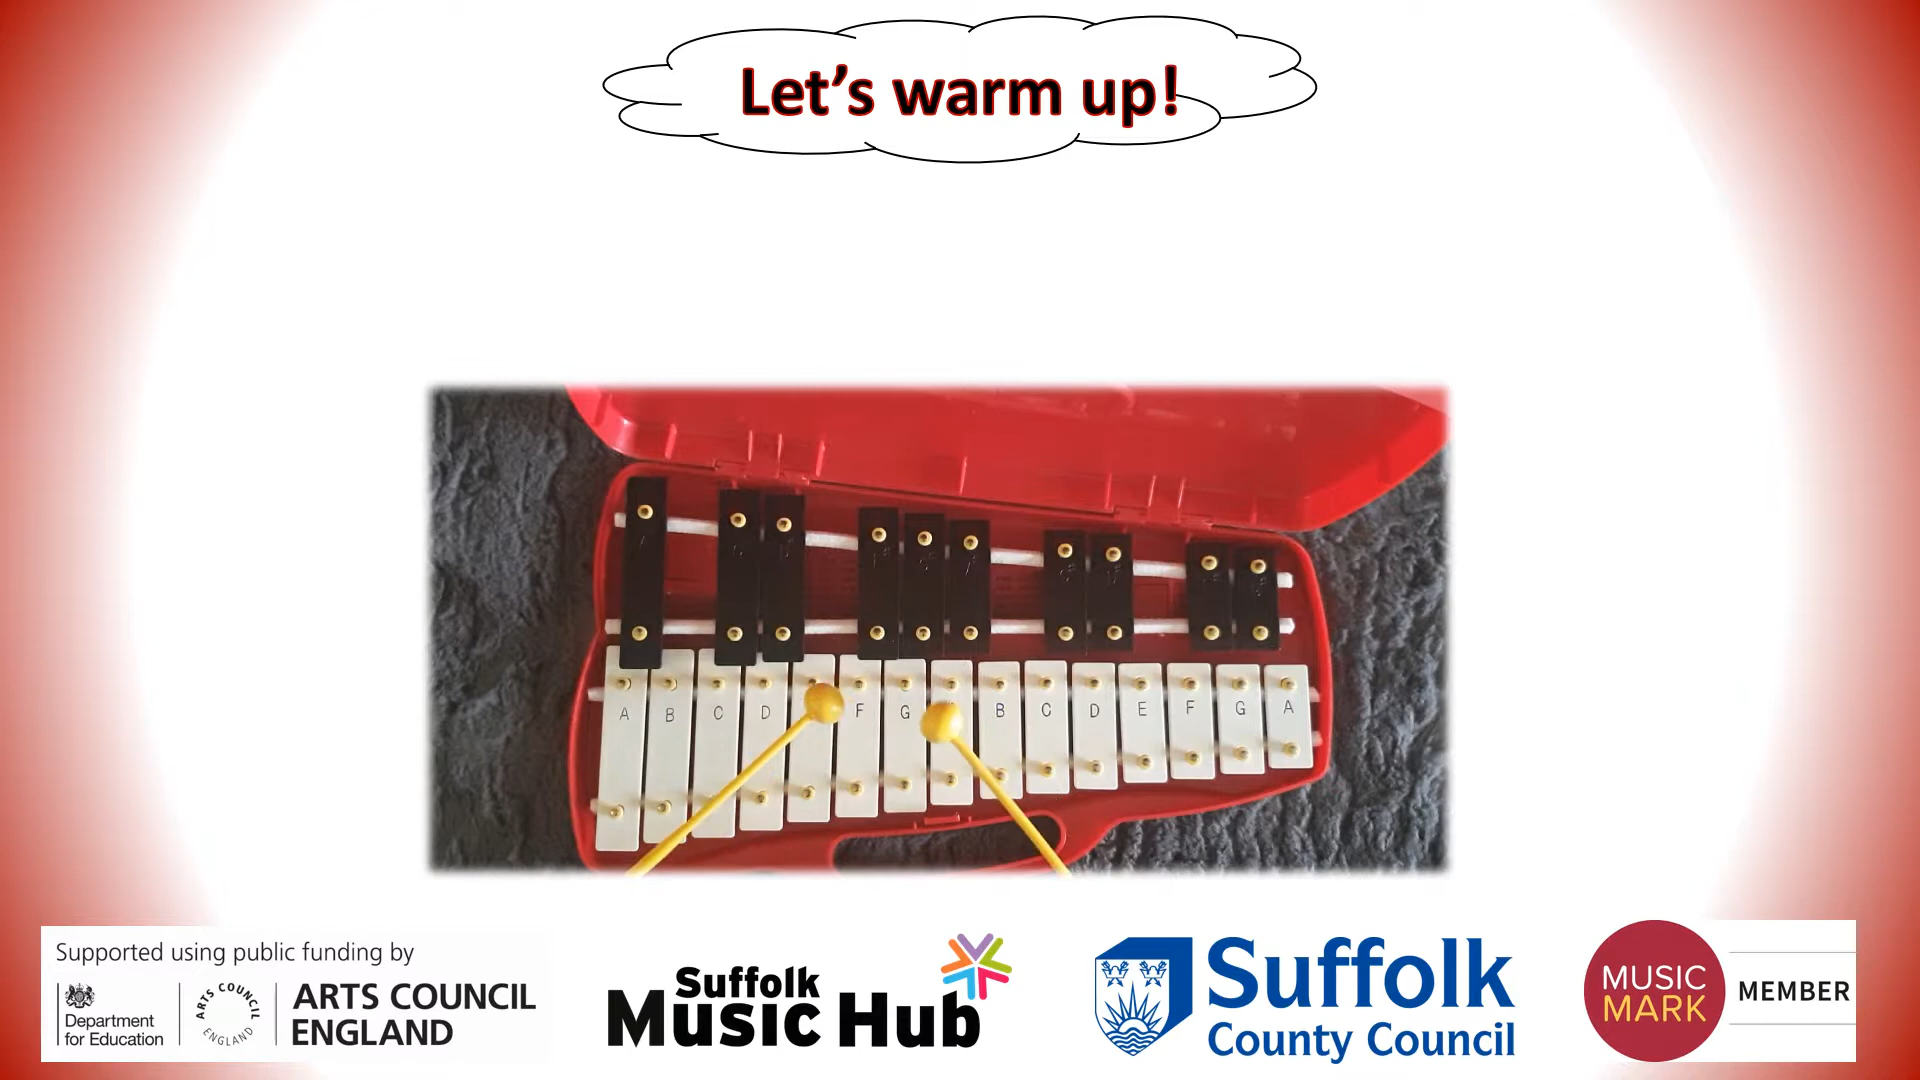 Let's warm up!
A B C D F G B C D E F G A
Supported using public funding by
Department
for Education
ARTS COUNCIL
ENGLAND
ARTS COUNCIL
ENGLAND
Suffolk
Music Hub
Suffolk
County Council
MUSIC
MARK
MEMBER